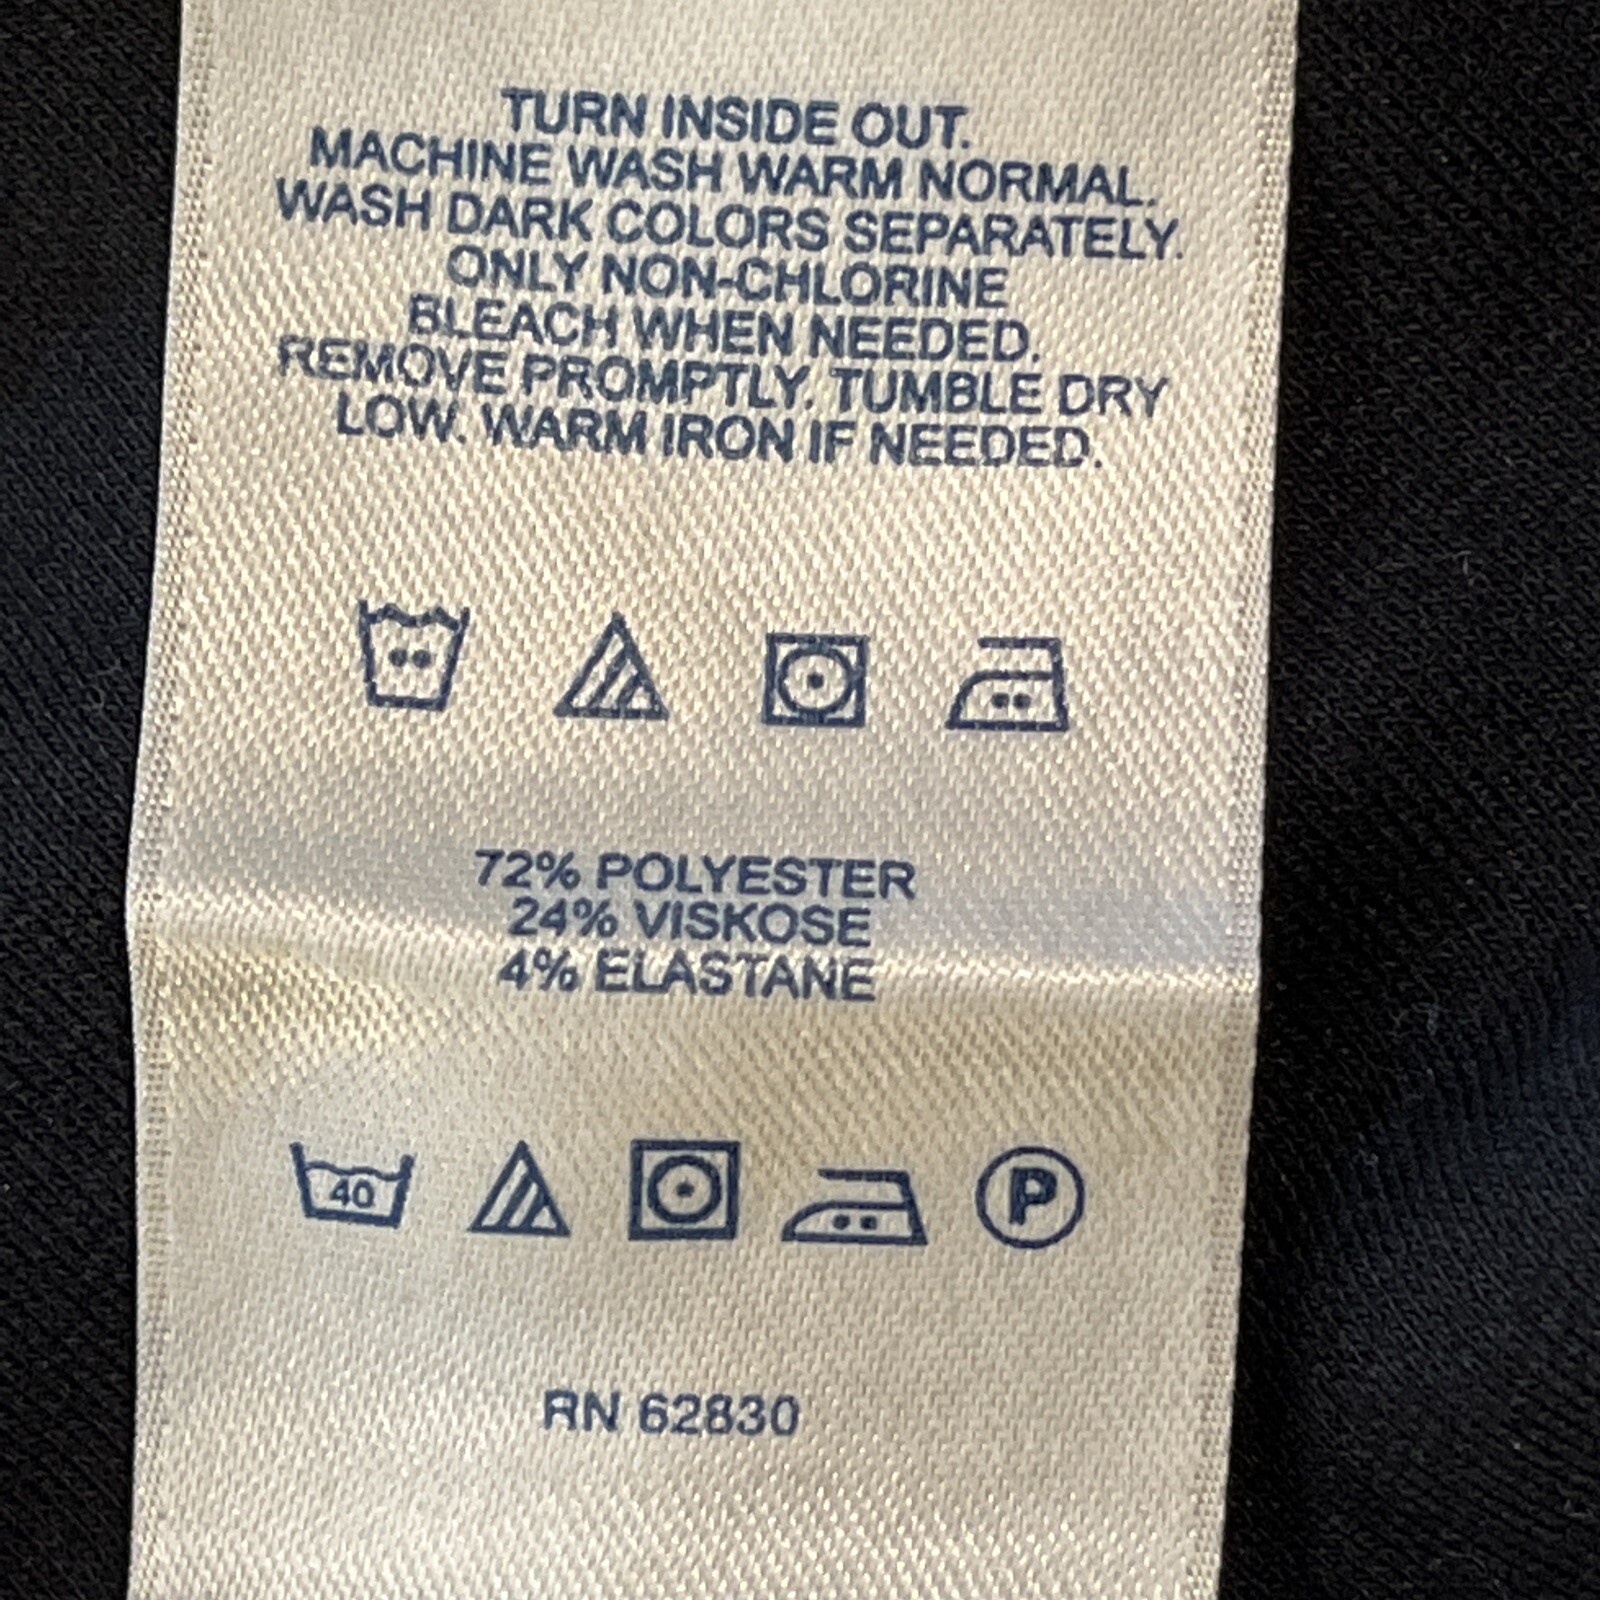 TURN INSIDE OUT.
MACHINE WASH WARM NORMAL.
WASH DARK COLORS SEPARATELY.
ONLY NON-CHLORINE
BLEACH WHEN NEEDED.
REMOVE PROMPTLY. TUMBLE DRY
LOW. WARM IRON IF NEEDED.
72% POLYESTER
24% VISKOSE
4% ELASTANE
40 P
RN 62830